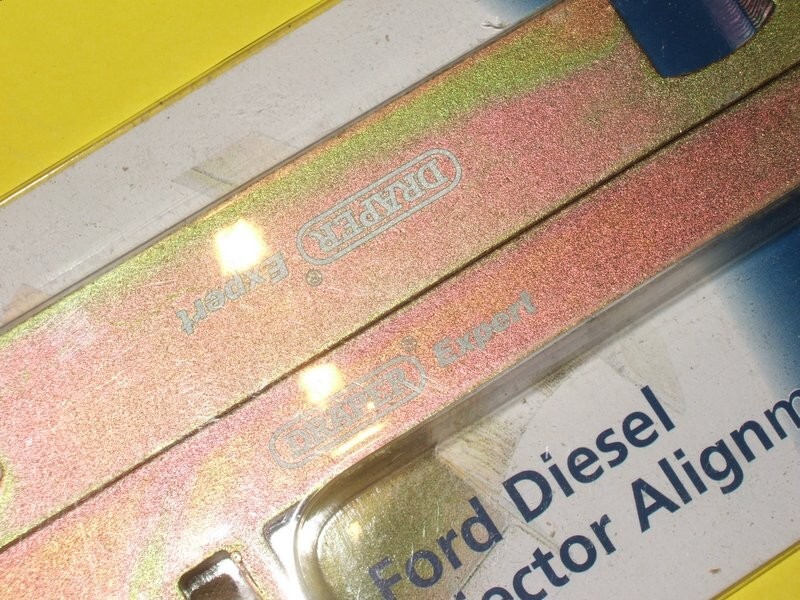 DRAPER® Expert
DRAPER® Expert
Ford Diesel
ector Alignm